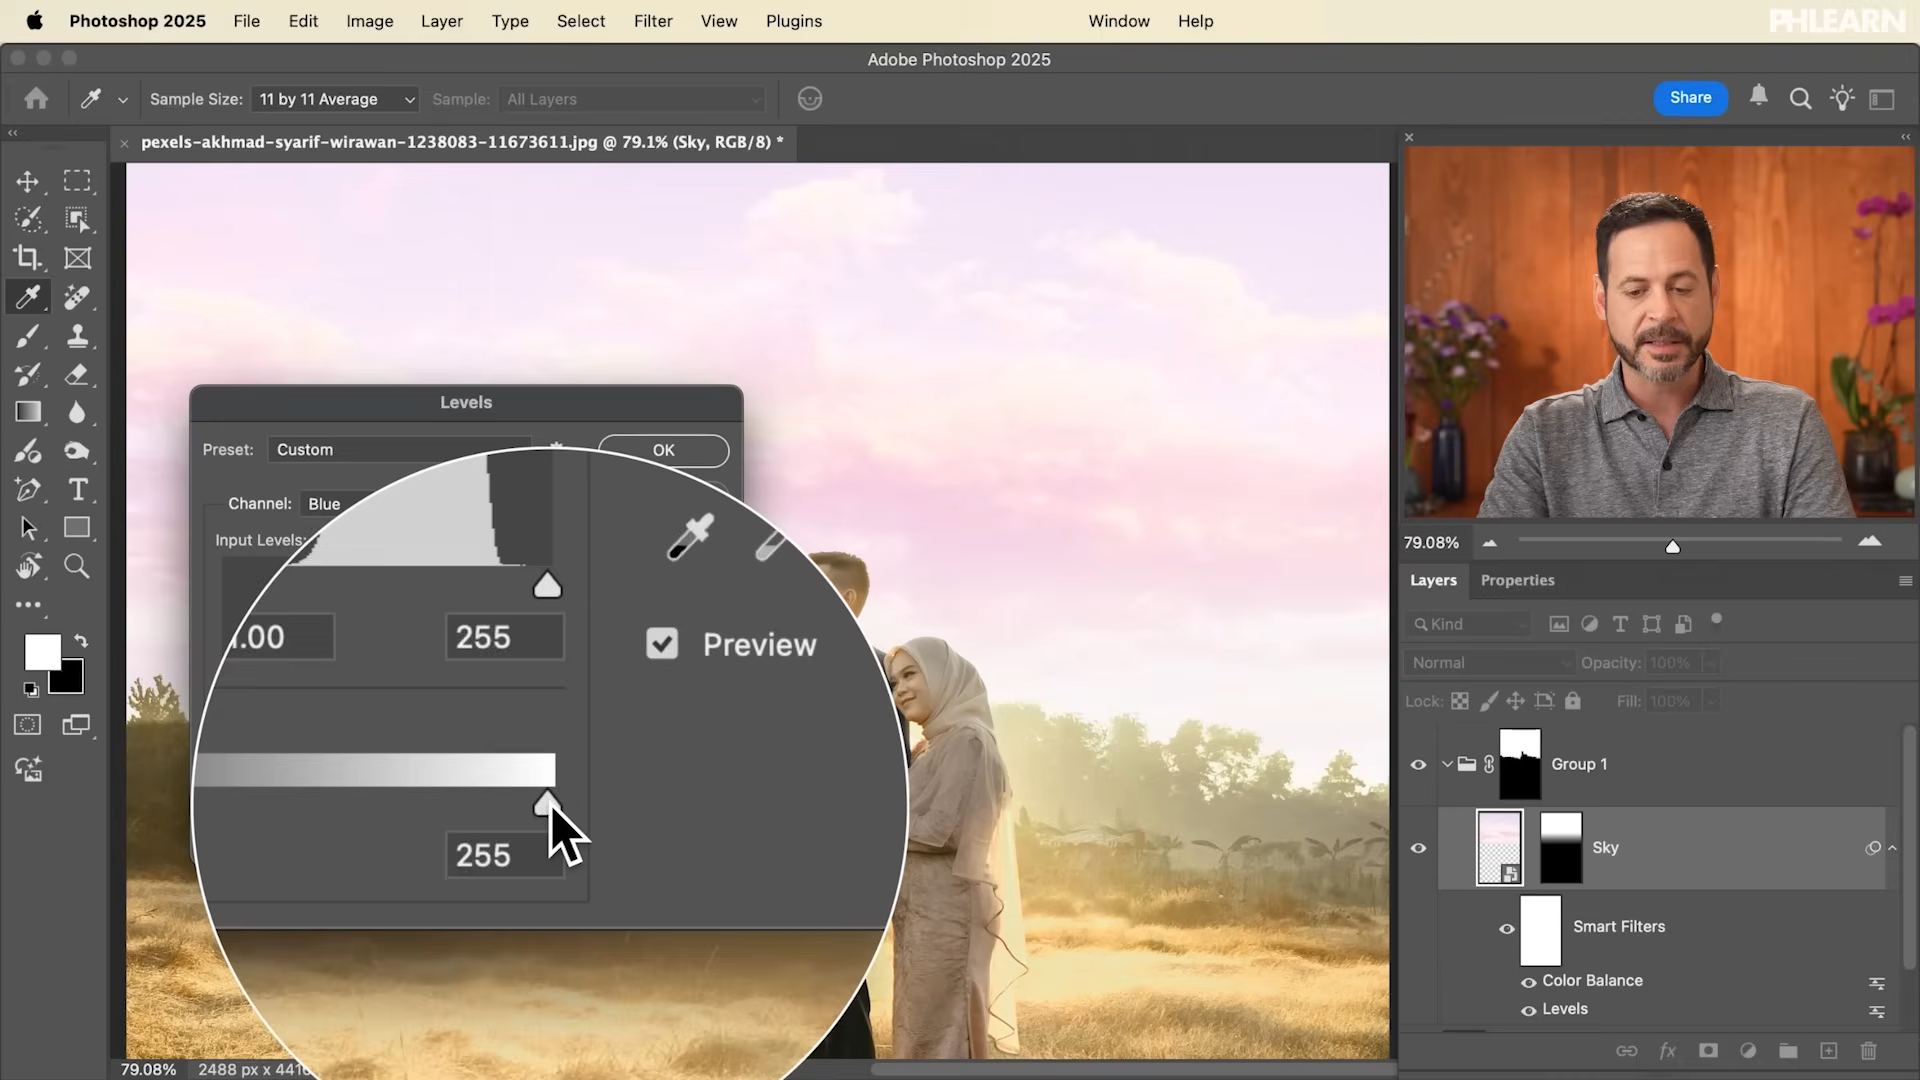 Photoshop 2025 File Edit Image Layer Type Select Filter View Plugins Window Help
PHLEARN
Adobe Photoshop 2025
Sample Size: 11 by 11 Average Sample: All Layers
Share
pexels-akhmad-syarif-wirawan-1238083-11673611.jpg @ 79.1% (Sky, RGB/8) *
Levels
Preset: Custom
OK
Channel: Blue
Input Levels:
1.00 255
Preview
255
79.08%
Layers Properties
Kind
Normal Opacity: 100%
Lock: Fill: 100%
Group 1
Sky
Smart Filters
Color Balance
Levels
fx
79.08% 2488 px x 4416